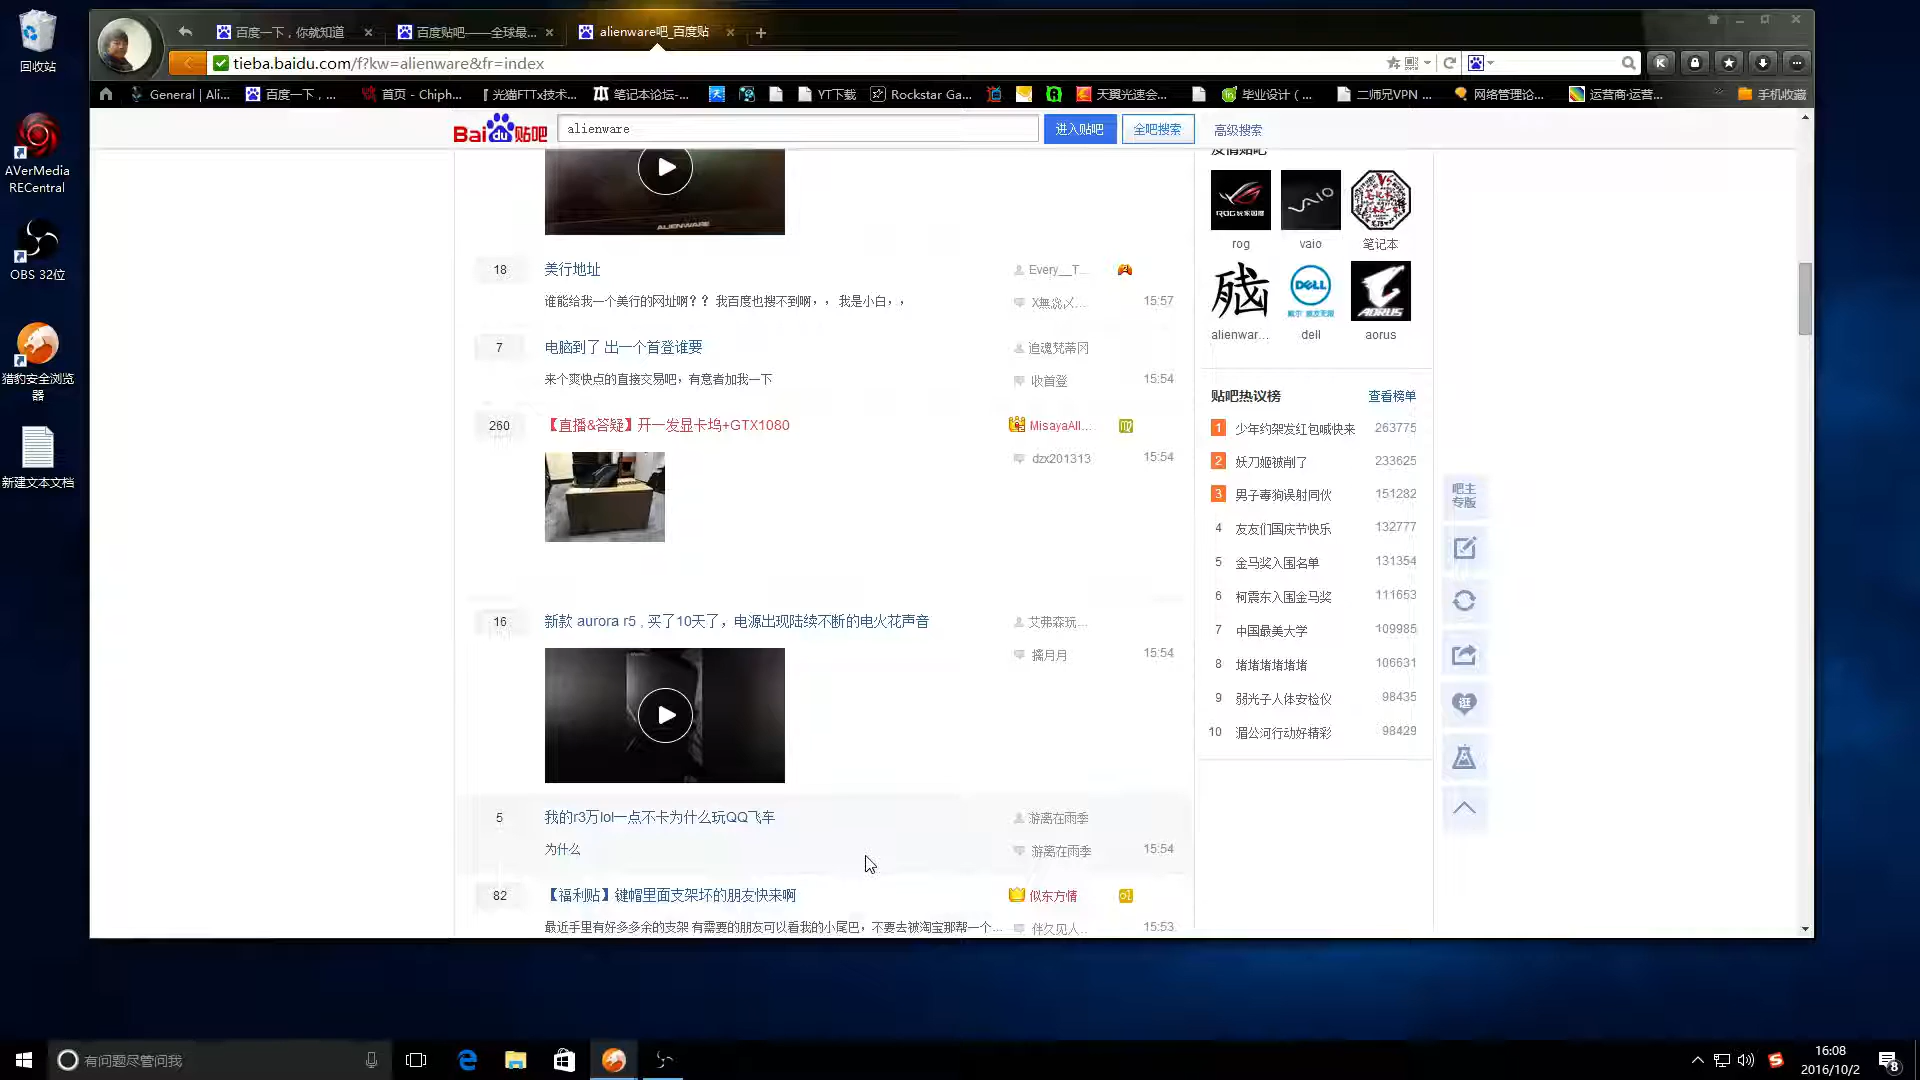 回收站
AVerMedia
RECentral
OBS 32位
猎豹安全浏览
器
新建文本文档
百度一下，你就知道
百度贴吧——全球最...
alienware吧_百度贴
tieba.baidu.com/f?kw=alienware&fr=index
General | Ali...
百度一下，...
首页 - Chiph...
光猫FTTx技术...
笔记本论坛-...
YT下载
Rockstar Ga...
天翼光速会...
毕业设计（...
二师兄VPN ...
网络管理论...
运营商·运营...
手机收藏
Bai du 贴吧
alienware
进入贴吧
全吧搜索
高级搜索
ALIENWARE
18
美行地址
Every__T...
谁能给我一个美行的网址啊？？ 我百度也搜不到啊，， 我是小白，，
15:57
7
电脑到了 出一个首登谁要
追魂梵蒂冈
来个爽快点的直接交易吧，有意者加我一下
收首登
15:54
260
【直播&答疑】开一发显卡坞+GTX1080
MisayaAll...
dzx201313
15:54
16
新款 aurora r5 , 买了10天了，电源出现陆续不断的电火花声音
艾弗森玩...
15:54
5
我的r3万lol一点不卡为什么玩QQ飞车
游离在雨季
为什么
游离在雨季
15:54
82
【福利贴】键帽里面支架坏的朋友快来啊
似东方情
最近手里有好多多余的支架 有需要的朋友可以看我的小尾巴，不要去被淘宝那帮一个...
伴久见人...
15:53
友情贴吧
VAIO
rog
vaio
笔记本
DELL
AORUS
alienwar...
dell
aorus
贴吧热议榜
查看榜单
1 少年约架发红包喊快来 263775
2 妖刀姬被削了 233625
3 男子毒狗误射同伙 151282
4 友友们国庆节快乐 132777
5 金马奖入围名单 131354
6 柯震东入围金马奖 111653
7 中国最美大学 109985
8 堵堵堵堵堵堵 106631
9 弱光子人体安检仪 98435
10 湄公河行动好精彩 98429
吧主
专版
逛
有问题尽管问我
16:08
2016/10/2
8